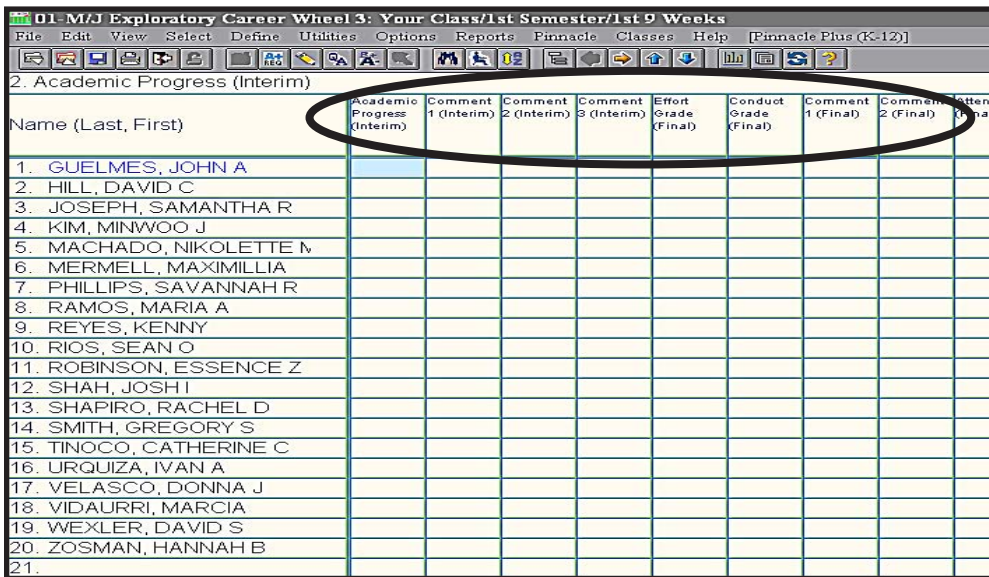 01-M/J Exploratory Career Wheel 3: Your Class/1st Semester/1st 9 Weeks
File Edit View Select Define Utilities Options Reports Pinnacle Classes Help [Pinnacle Plus (K-12)]
2. Academic Progress (Interim)
Name (Last, First)
Academic Progress (Interim)
Comment 1 (Interim)
Comment 2 (Interim)
Comment 3 (Interim)
Effort Grade (Final)
Conduct Grade (Final)
Comment 1 (Final)
Comment 2 (Final)
1. GUELMES, JOHN A
2. HILL, DAVID C
3. JOSEPH, SAMANTHA R
4. KIM, MINWOO J
5. MACHADO, NIKOLETTE
6. MERMELL, MAXIMILLIA
7. PHILLIPS, SAVANNAH R
8. RAMOS, MARIA A
9. REYES, KENNY
10. RIOS, SEAN O
11. ROBINSON, ESSENCE Z
12. SHAH, JOSH I
13. SHAPIRO, RACHEL D
14. SMITH, GREGORY S
15. TINOCO, CATHERINE C
16. URQUIZA, IVAN A
17. VELASCO, DONNA J
18. VIDAURRI, MARCIA
19. WEXLER, DAVID S
20. ZOSMAN, HANNAH B
21.